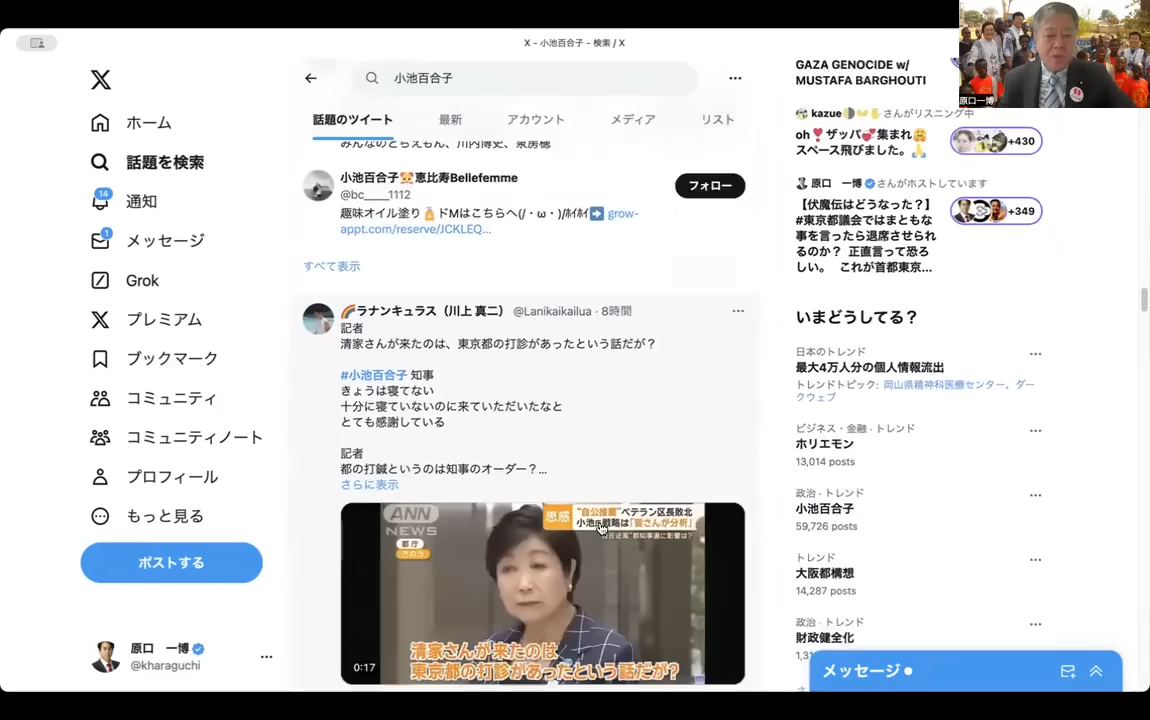 X - 小池百合子 - 検索 / X
小池百合子
話題のツイート
最新
アカウント
メディア
リスト
ホーム
話題を検索
14
通知
1
メッセージ
Grok
プレミアム
ブックマーク
コミュニティ
コミュニティノート
プロフィール
もっと見る
ポストする
原口 一博
@kharaguchi
みんなのとらえもん、川内博史、泉房穂
小池百合子🐶恵比寿Bellefemme
@bc____1112
フォロー
趣味オイル塗り🧴ドMはこちらへ(/・ω・)/ﾎｲﾎｲ➡️ grow-
appt.com/reserve/JCKLEQ...
すべて表示
🌈ラナンキュラス（川上 真二） @Lanikaikailua · 8時間
記者
清家さんが来たのは、東京都の打診があったという話だが？
#小池百合子 知事
きょうは寝てない
十分に寝ていないのに来ていただいたなと
とても感謝している
記者
都の打鍼というのは知事のオーダー？...
さらに表示
ANN
NEWS
都庁
きのう
思惑
“自公推薦”ベテラン区長敗北
小池氏戦略は「皆さんが分析」
清家さんが来たのは
東京都の打診があったという話だが？
0:17
GAZA GENOCIDE w/
MUSTAFA BARGHOUTI
kazue🌗👐✊ さんがリスニング中
oh❣️ザッパ💞集まれ🤗
スペース飛びました。🙏
+430
原口 一博 さんがホストしています
【伏魔伝はどうなった？】
#東京都議会ではまともな
事を言ったら退席させられ
るのか？ 正直言って恐ろ
しい。 これが首都東京...
+349
いまどうしてる？
日本のトレンド
最大4万人分の個人情報流出
トレンドトピック: 岡山県精神科医療センター、ダー
クウェブ
ビジネス・金融 · トレンド
ホリエモン
13,014 posts
政治 · トレンド
小池百合子
59,726 posts
トレンド
大阪都構想
14,287 posts
政治 · トレンド
財政健全化
メッセージ
原口一博